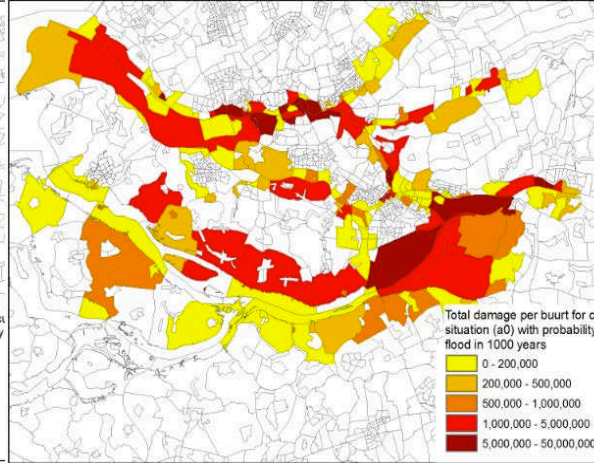 Total damage per buurt for c
situation (a0) with probability
flood in 1000 years
0 - 200,000
200,000 - 500,000
500,000 - 1,000,000
1,000,000 - 5,000,000
5,000,000 - 50,000,000